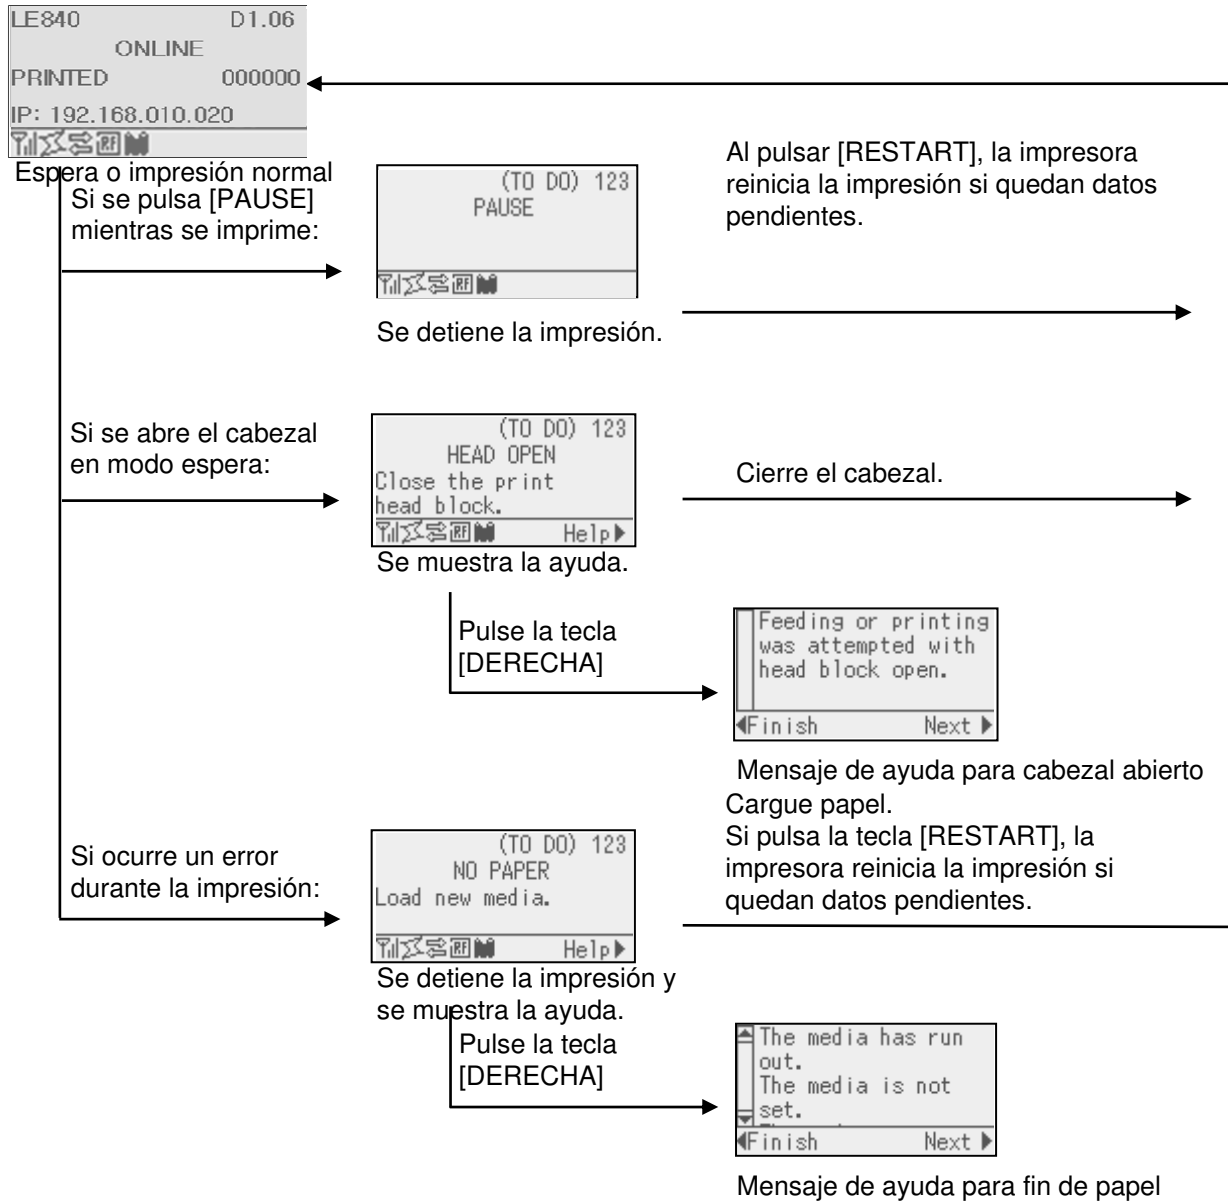 LE840 D1.06
ONLINE
PRINTED 000000
IP: 192.168.010.020
RF
Espera o impresión normal
Si se pulsa [PAUSE]
mientras se imprime:
(TO DO) 123
PAUSE
RF
Se detiene la impresión.
Al pulsar [RESTART], la impresora
reinicia la impresión si quedan datos
pendientes.
Si se abre el cabezal
en modo espera:
(TO DO) 123
HEAD OPEN
Close the print
head block.
RF Help
Se muestra la ayuda.
Cierre el cabezal.
Pulse la tecla
[DERECHA]
Feeding or printing
was attempted with
head block open.
Finish Next
Mensaje de ayuda para cabezal abierto
Si ocurre un error
durante la impresión:
(TO DO) 123
NO PAPER
Load new media.
RF Help
Se detiene la impresión y
se muestra la ayuda.
Cargue papel.
Si pulsa la tecla [RESTART], la
impresora reinicia la impresión si
quedan datos pendientes.
Pulse la tecla
[DERECHA]
The media has run
out.
The media is not
set.
Finish Next
Mensaje de ayuda para fin de papel